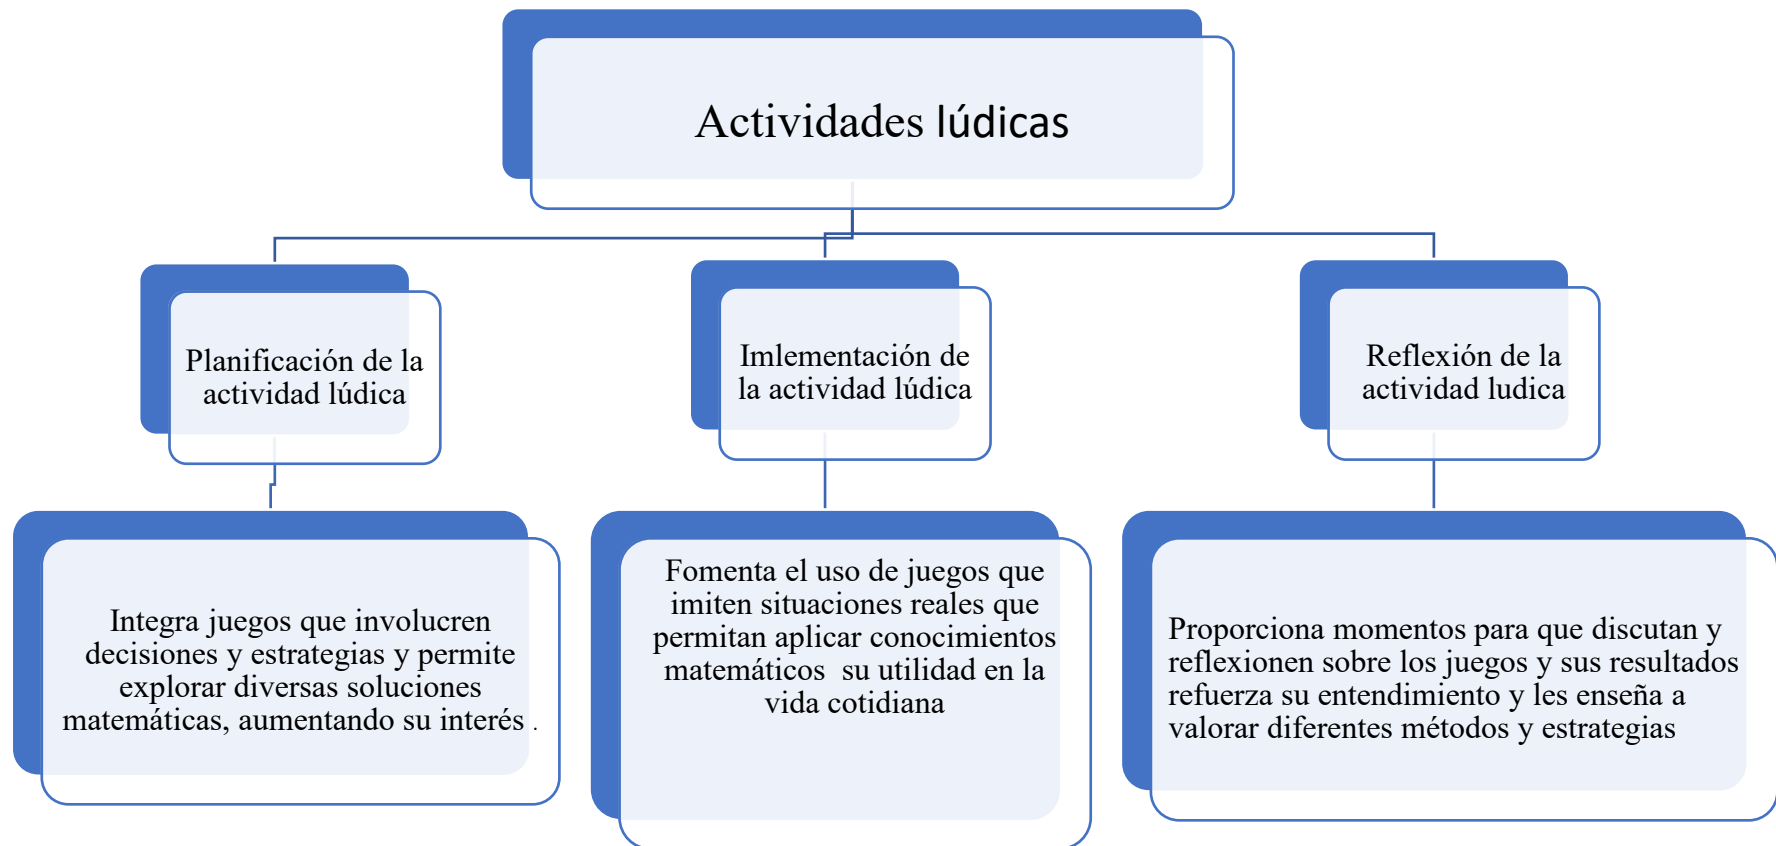 Actividades lúdicas
Planificación de la
actividad lúdica
Imlementación de
la actividad lúdica
Reflexión de la
actividad ludica
Integra juegos que involucren
decisiones y estrategias y permite
explorar diversas soluciones
matemáticas, aumentando su interés .
Fomenta el uso de juegos que
imiten situaciones reales que
permitan aplicar conocimientos
matemáticos  su utilidad en la
vida cotidiana
Proporciona momentos para que discutan y
reflexionen sobre los juegos y sus resultados
refuerza su entendimiento y les enseña a
valorar diferentes métodos y estrategias